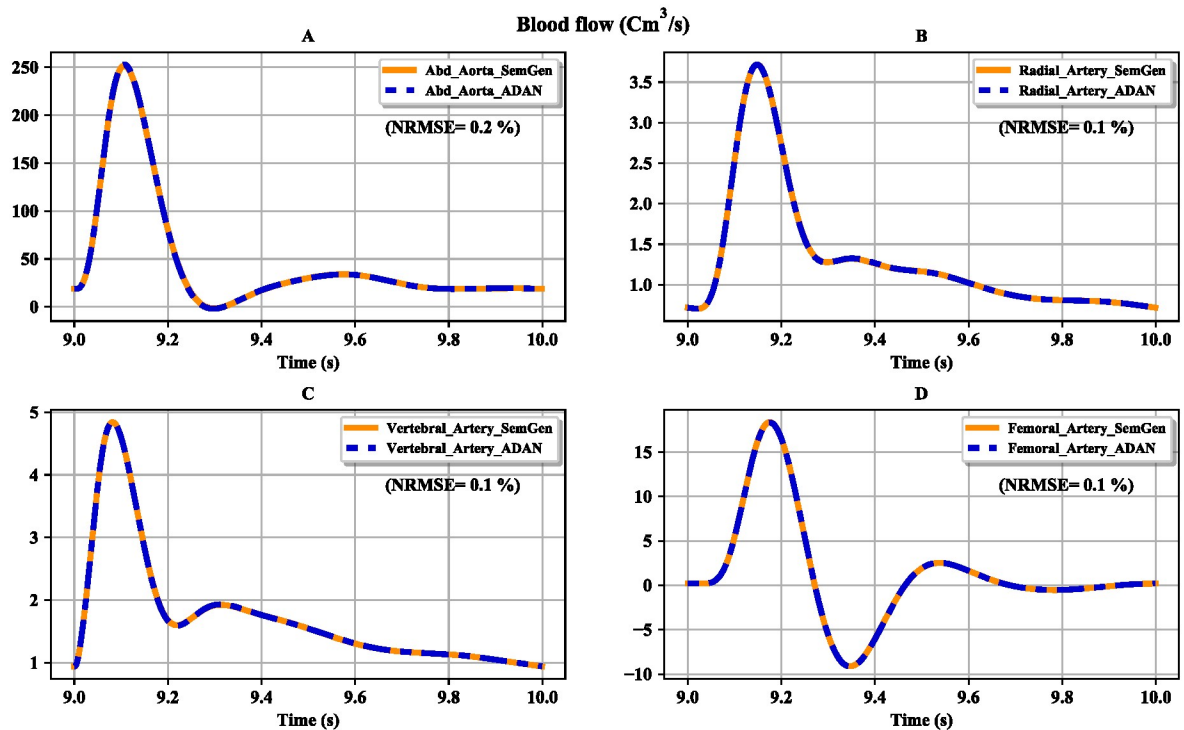 Blood flow (Cm³/s)
A
250
200
150
100
50
0
Abd_Aorta_SemGen
Abd_Aorta_ADAN
(NRMSE= 0.2 %)
9.0 9.2 9.4 9.6 9.8 10.0
Time (s)
B
3.5
3.0
2.5
2.0
1.5
1.0
Radial_Artery_SemGen
Radial_Artery_ADAN
(NRMSE= 0.1 %)
9.0 9.2 9.4 9.6 9.8 10.0
Time (s)
C
5
4
3
2
1
Vertebral_Artery_SemGen
Vertebral_Artery_ADAN
(NRMSE= 0.1 %)
9.0 9.2 9.4 9.6 9.8 10.0
Time (s)
D
15
10
5
0
−5
−10
Femoral_Artery_SemGen
Femoral_Artery_ADAN
(NRMSE= 0.1 %)
9.0 9.2 9.4 9.6 9.8 10.0
Time (s)